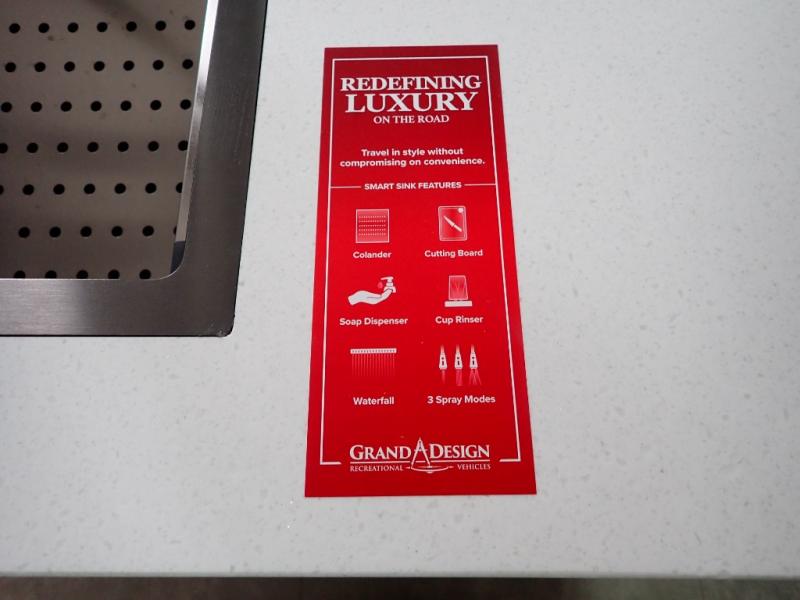 REDEFINING
LUXURY
ON THE ROAD
Travel in style without
compromising on convenience.
SMART SINK FEATURES
Colander
Cutting Board
Soap Dispenser
Cup Rinser
Waterfall
3 Spray Modes
GRAND DESIGN
RECREATIONAL VEHICLES